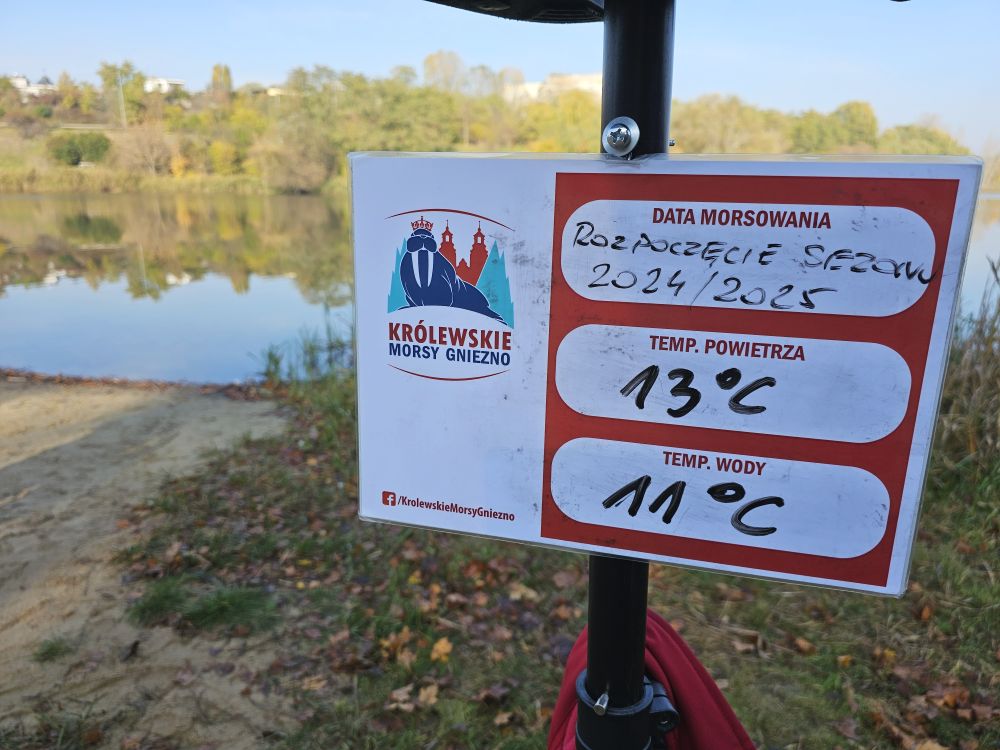 KRÓLEWSKIE
MORSY GNIEZNO
/KrolewskieMorsyGniezno
DATA MORSOWANIA
ROZPOCZĘCIE SEZONU
2024/2025
TEMP. POWIETRZA
13°C
TEMP. WODY
11°C